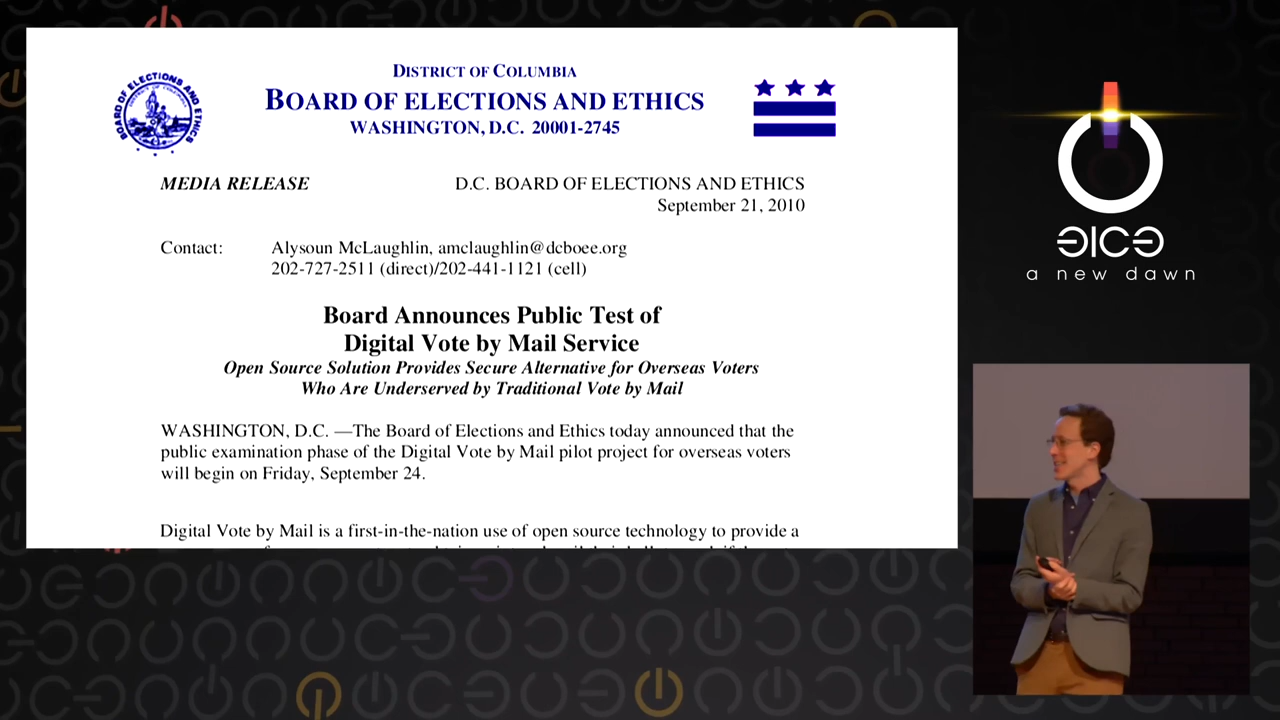 DISTRICT OF COLUMBIA
BOARD OF ELECTIONS AND ETHICS
WASHINGTON, D.C. 20001-2745
BOARD OF ELECTIONS AND ETHICS
MEDIA RELEASE
D.C. BOARD OF ELECTIONS AND ETHICS
September 21, 2010
Contact: Alysoun McLaughlin, amclaughlin@dcboee.org
202-727-2511 (direct)/202-441-1121 (cell)
Board Announces Public Test of
Digital Vote by Mail Service
Open Source Solution Provides Secure Alternative for Overseas Voters
Who Are Underserved by Traditional Vote by Mail
WASHINGTON, D.C. —The Board of Elections and Ethics today announced that the
public examination phase of the Digital Vote by Mail pilot project for overseas voters
will begin on Friday, September 24.
Digital Vote by Mail is a first-in-the-nation use of open source technology to provide a
a new dawn